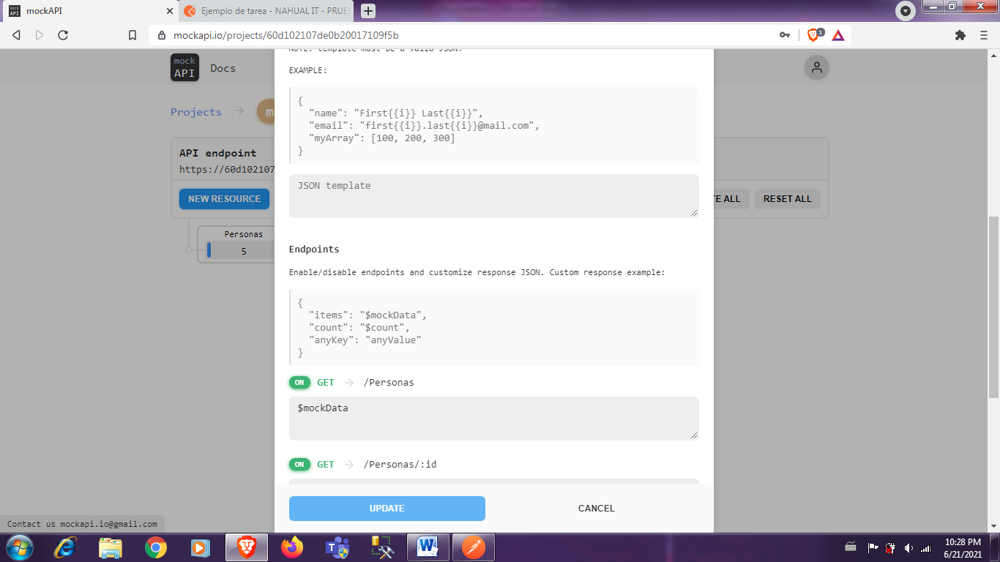 mockAPI
Ejemplo de tarea - NAHUAL IT - PRUE
mockapi.io/projects/60d102107de0b20017109f5b
1
NOTE: template must be a valid JSON.
mock
API
Docs
EXAMPLE:
{
"name": "First{{i}} Last{{i}}",
"email": "first{{i}}.last{{i}}@mail.com",
"myArray": [100, 200, 300]
}
Projects
m
API endpoint
https://60d102107
JSON template
NEW RESOURCE
TE ALL
RESET ALL
Personas
5
Endpoints
Enable/disable endpoints and customize response JSON. Custom response example:
{
"items": "$mockData",
"count": "$count",
"anyKey": "anyValue"
}
ON GET /Personas
$mockData
ON GET /Personas/:id
UPDATE
CANCEL
Contact us mockapi.io@gmail.com
10:28 PM
6/21/2021